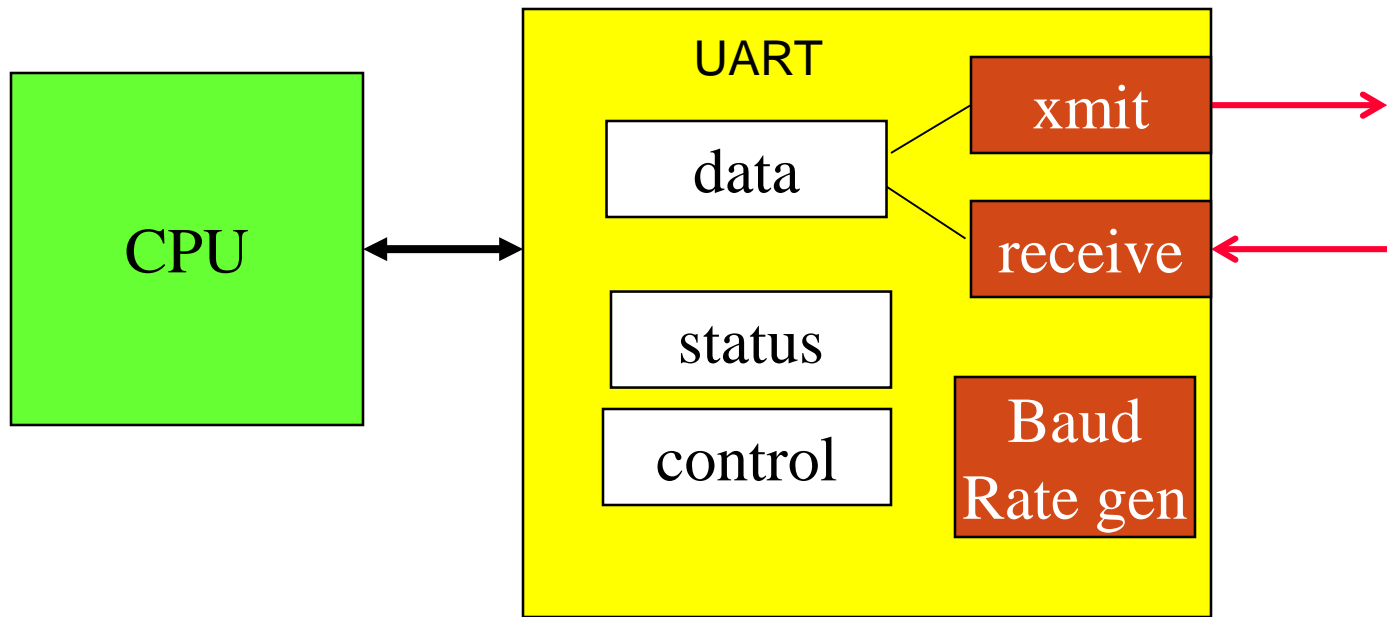 UART
CPU
data
xmit
receive
status
control
Baud
Rate gen